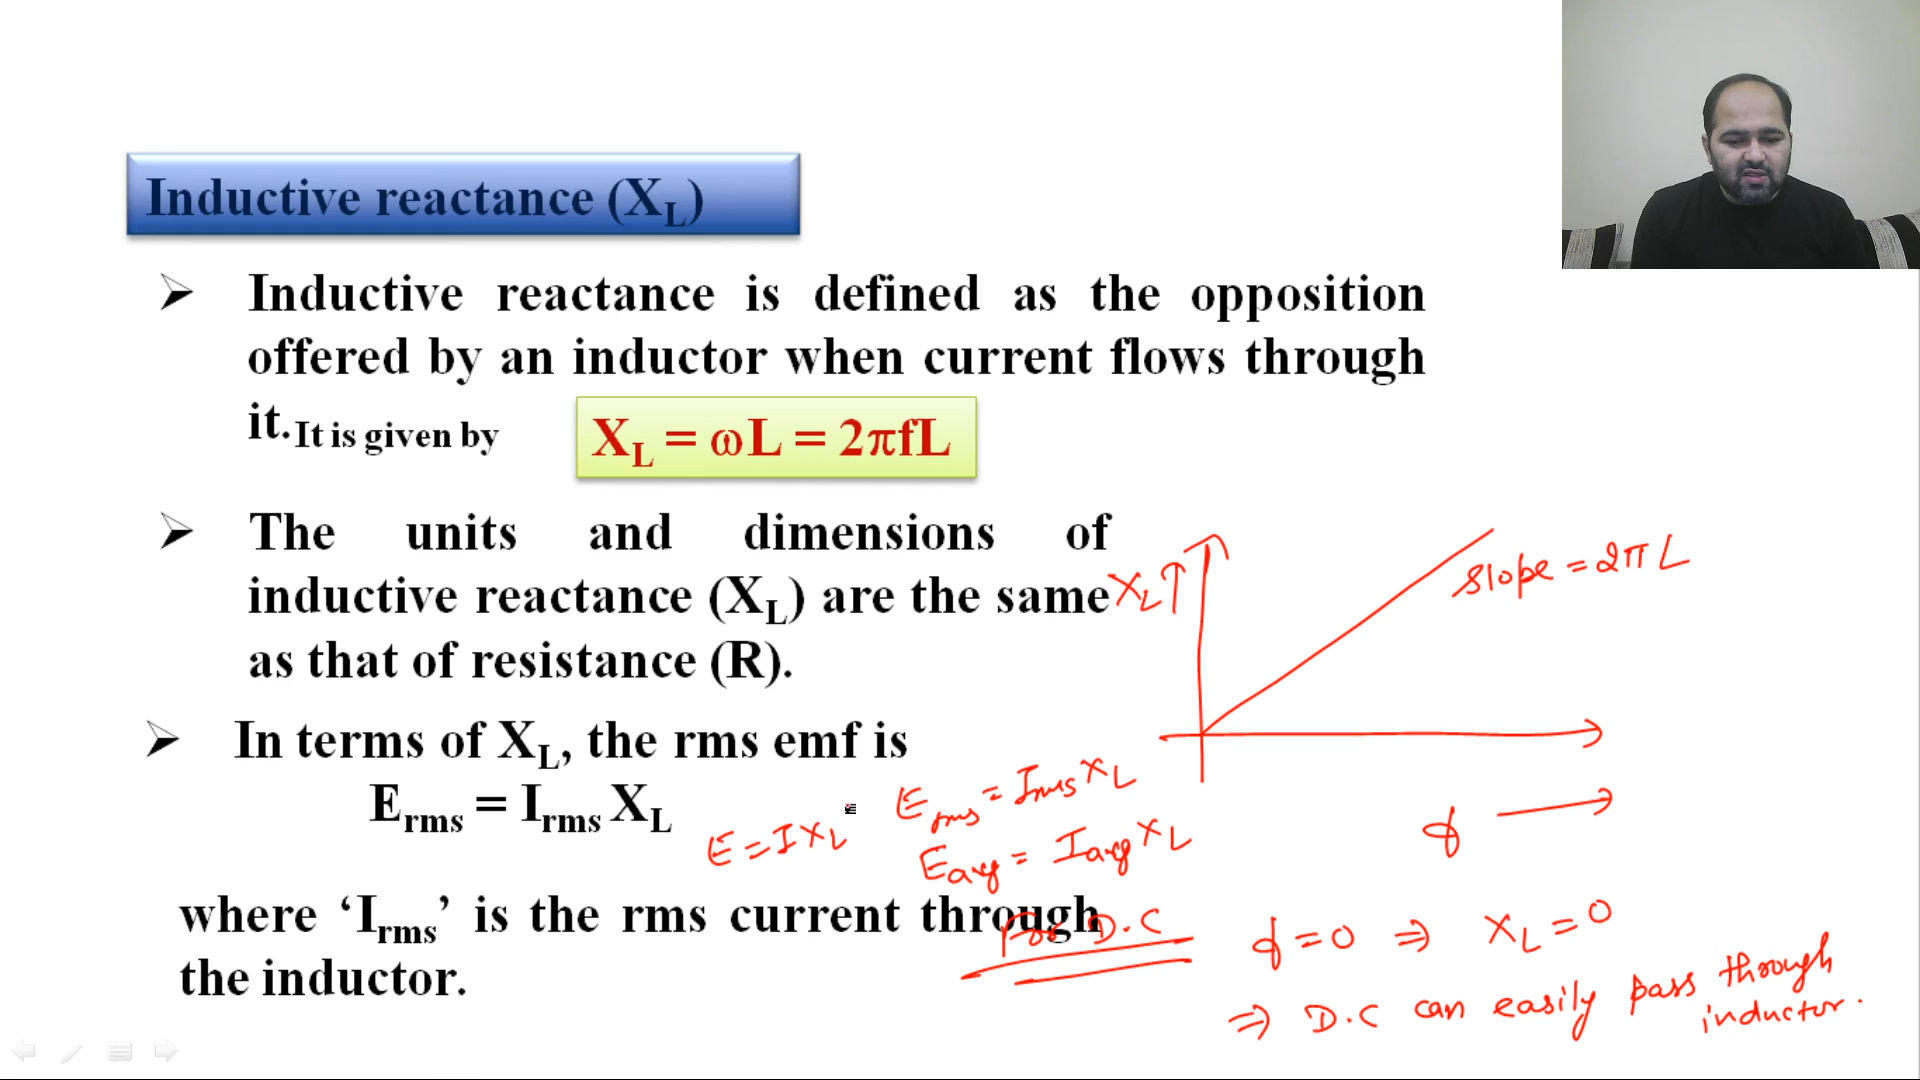 Inductive reactance (XL)
➢ Inductive reactance is defined as the opposition
offered by an inductor when current flows through
it. It is given by XL = ωL = 2πfL
➢ The units and dimensions of
inductive reactance (XL) are the same
as that of resistance (R).
XL ↑
slope = 2πL
f →
➢ In terms of XL, the rms emf is
Erms = Irms XL
E = I XL
Erms = Irms XL
Eavg = Iavg XL
where ‘Irms’ is the rms current through
the inductor.
For D.C f = 0 ⇒ XL = 0
⇒ D.C can easily pass through
inductor.